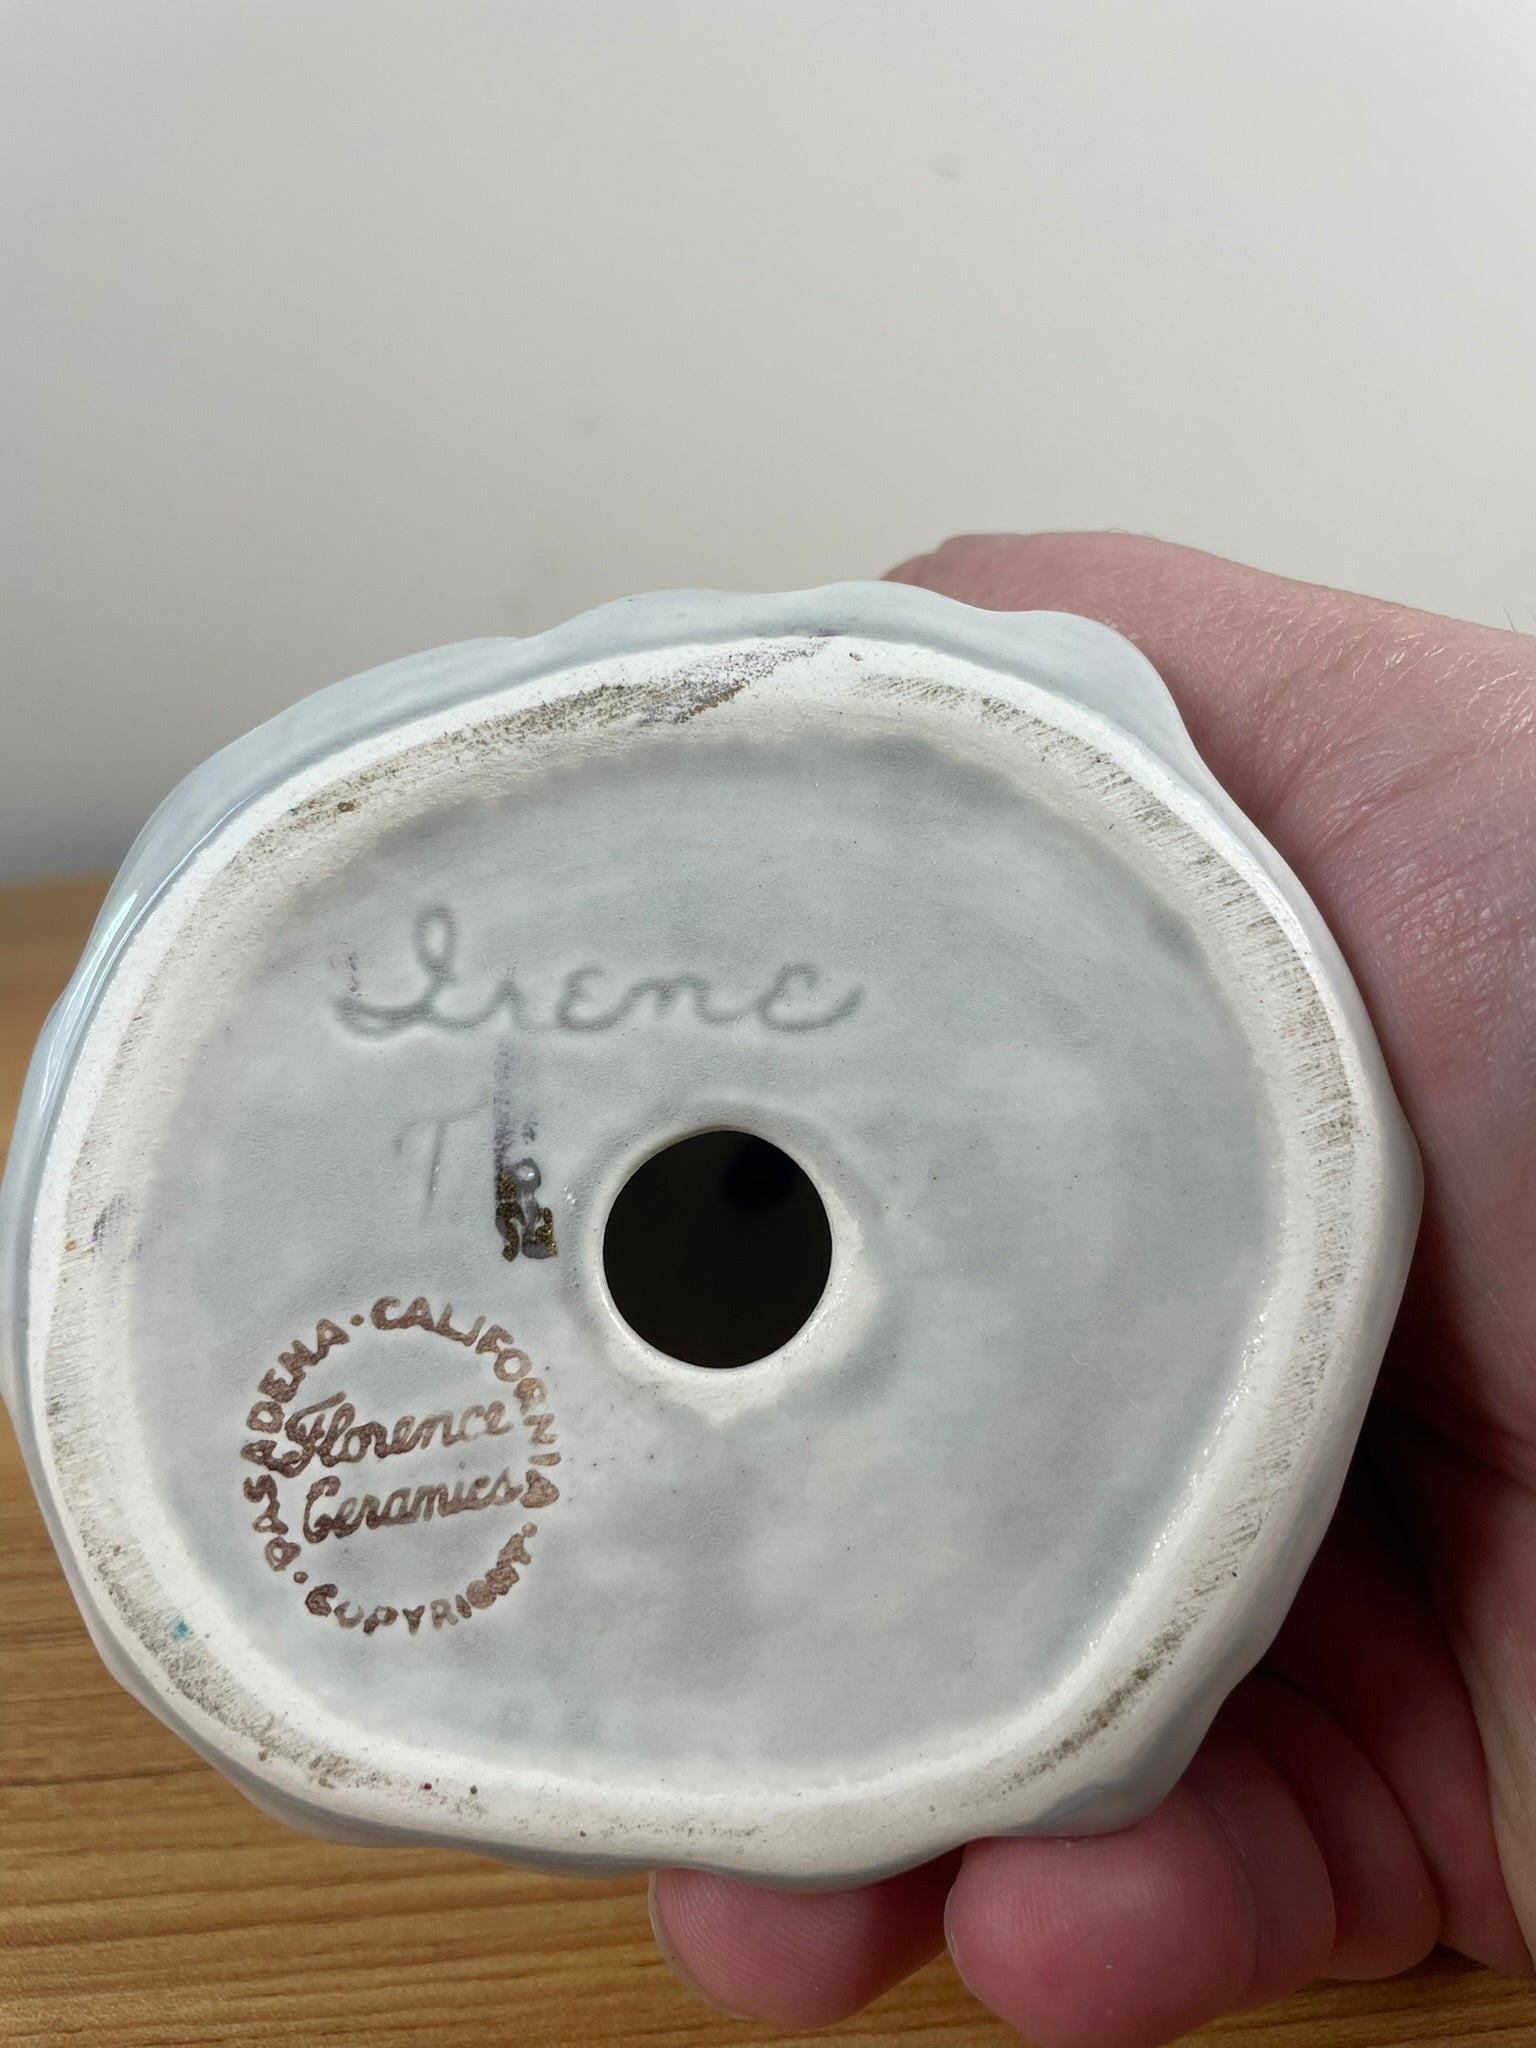 Irene
T
PASADENA · CALIFORNIA
Florence
Ceramics
· COPYRIGHT ·